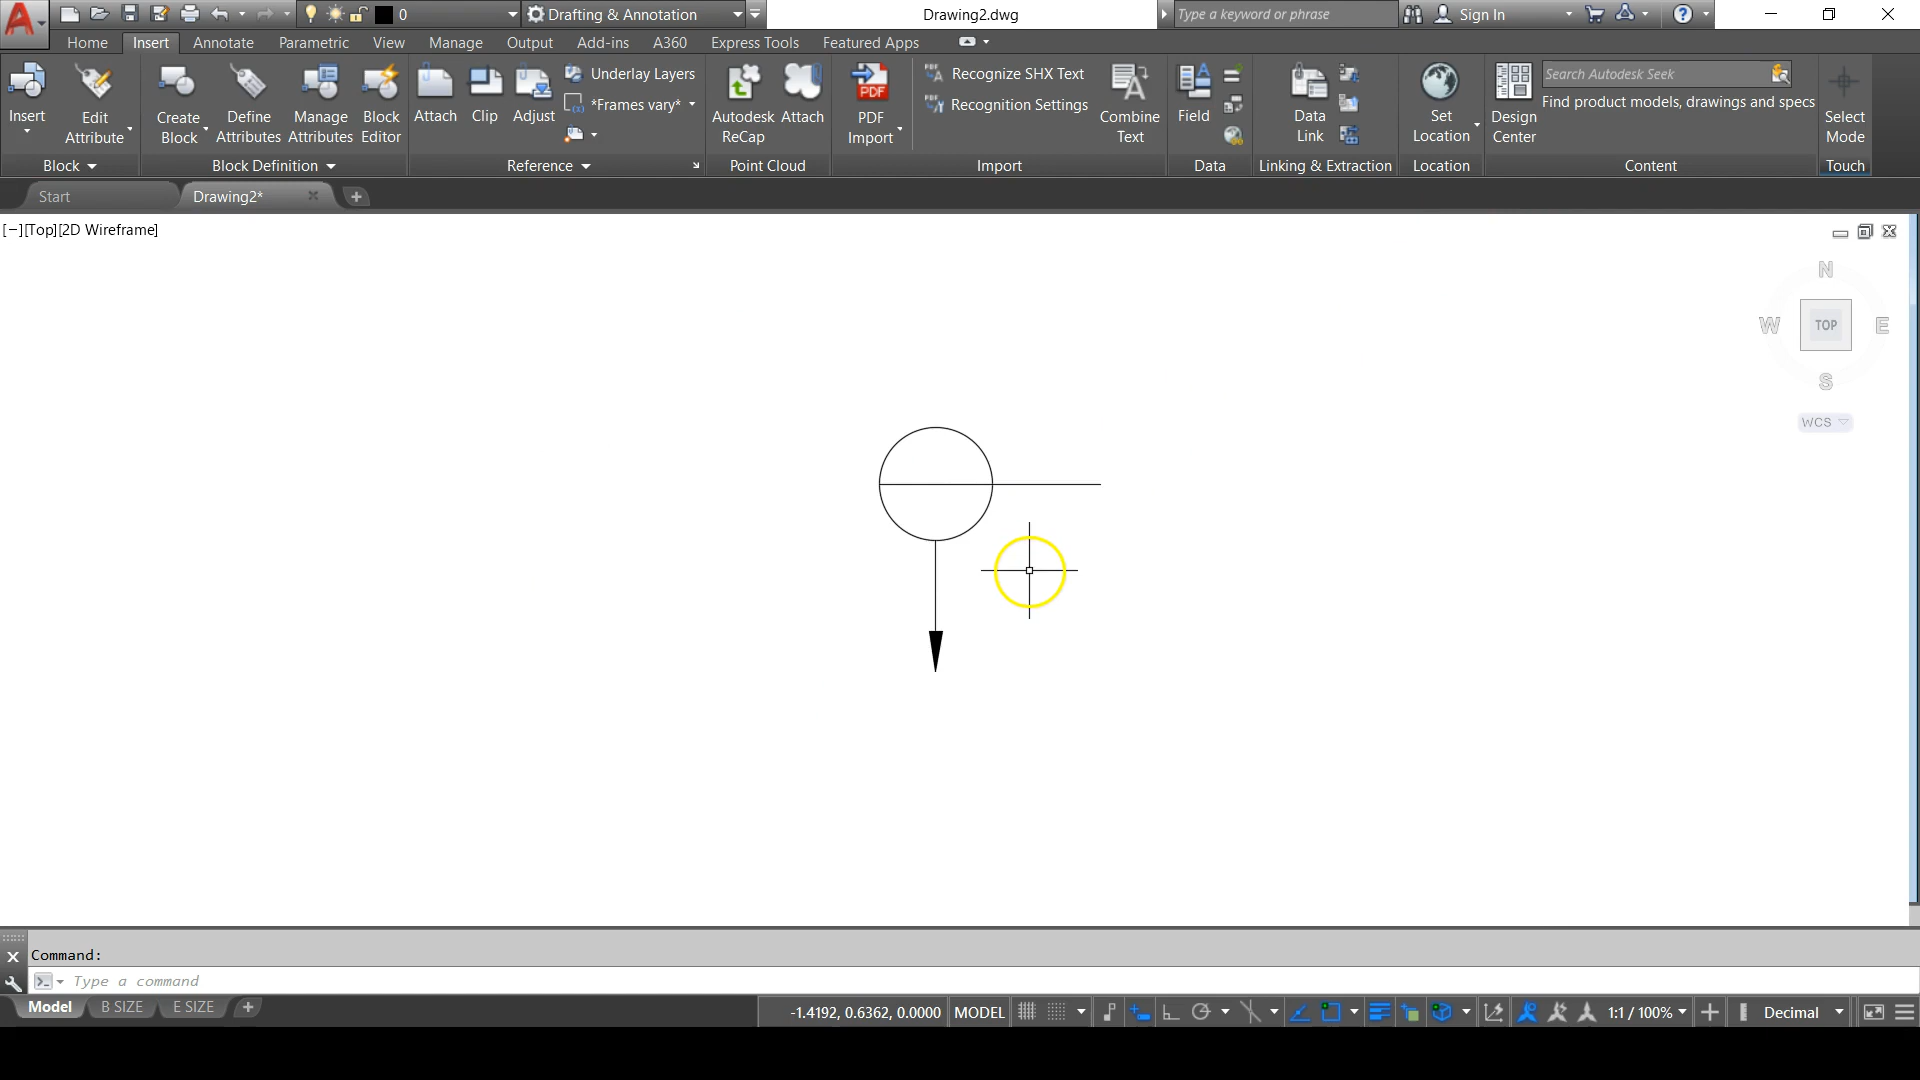 0
Drafting & Annotation
Drawing2.dwg
Type a keyword or phrase
Sign In
Home Insert Annotate Parametric View Manage Output Add-ins A360 Express Tools Featured Apps
Insert
Edit Attribute
Create Block
Define Attributes
Manage Attributes
Block Editor
Attach
Clip
Adjust
Underlay Layers
*Frames vary*
Autodesk ReCap
Attach
PDF Import
Recognize SHX Text
Recognition Settings
Combine Text
Field
Data Link
Set Location
Design Center
Search Autodesk Seek
Find product models, drawings and specs
Select Mode
Block Block Definition Reference Point Cloud Import Data Linking & Extraction Location Content Touch
Start Drawing2*
[−][Top][2D Wireframe]
N
W TOP E
S
WCS
Command:
Type a command
Model B SIZE E SIZE
-1.4192, 0.6362, 0.0000 MODEL 1:1 / 100% Decimal